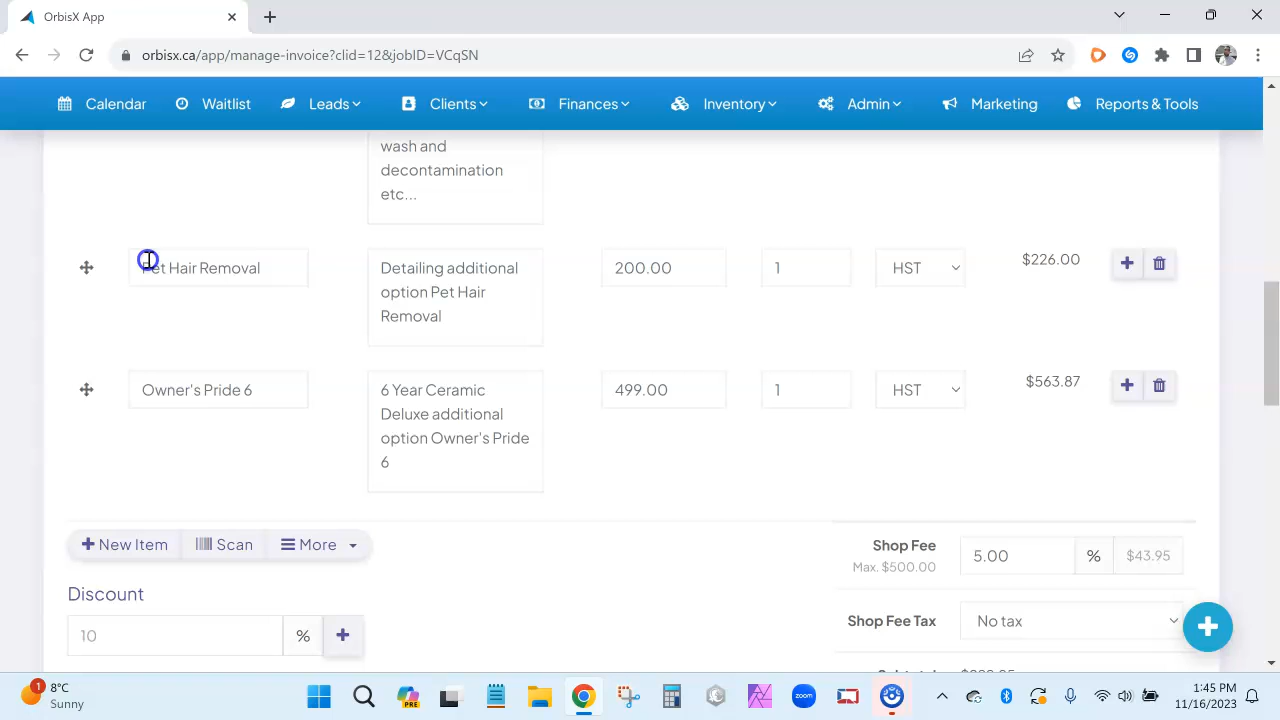 OrbisX App
orbisx.ca/app/manage-invoice?clid=12&jobID=VCqSN
Calendar Waitlist Leads Clients Finances Inventory Admin Marketing Reports & Tools
wash and
decontamination
etc...
Pet Hair Removal
Detailing additional
option Pet Hair
Removal
200.00
1
HST
$226.00
Owner's Pride 6
6 Year Ceramic
Deluxe additional
option Owner's Pride
6
499.00
1
HST
$563.87
New Item Scan More
Shop Fee
Max. $500.00
5.00
%
$43.95
Discount
10
%
Shop Fee Tax
No tax
1
8°C
Sunny
PRE
zoom
1:45 PM
11/16/2023